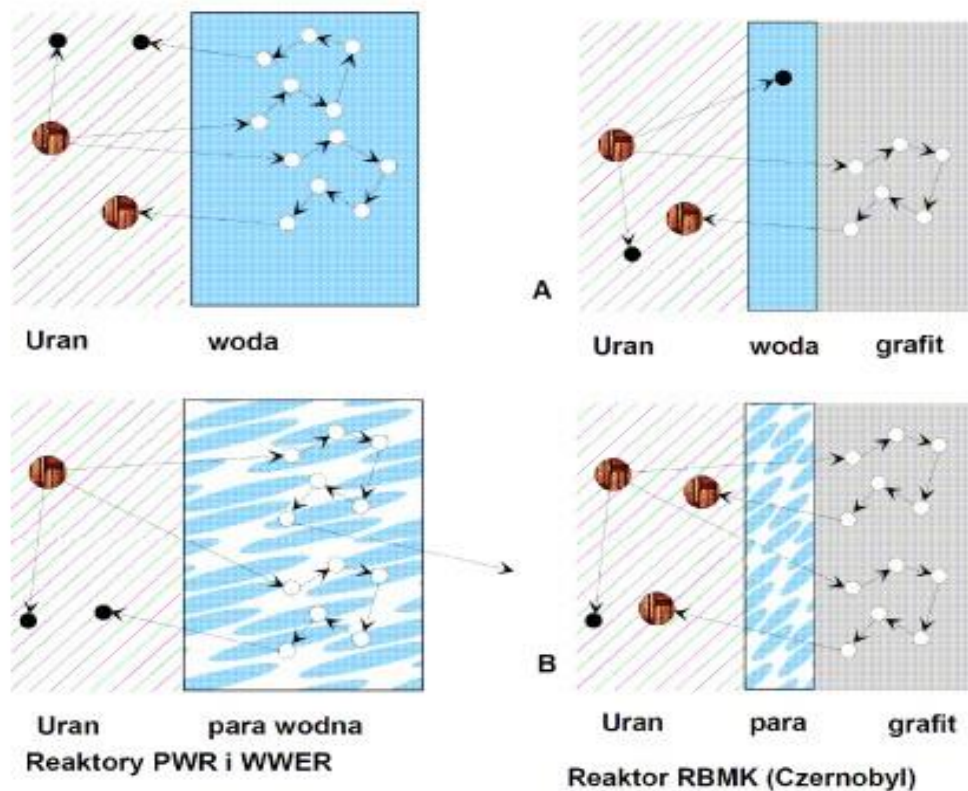 A
Uran woda
Uran woda grafit
B
Uran para wodna
Reaktory PWR i WWER
Uran para grafit
Reaktor RBMK (Czernobyl)